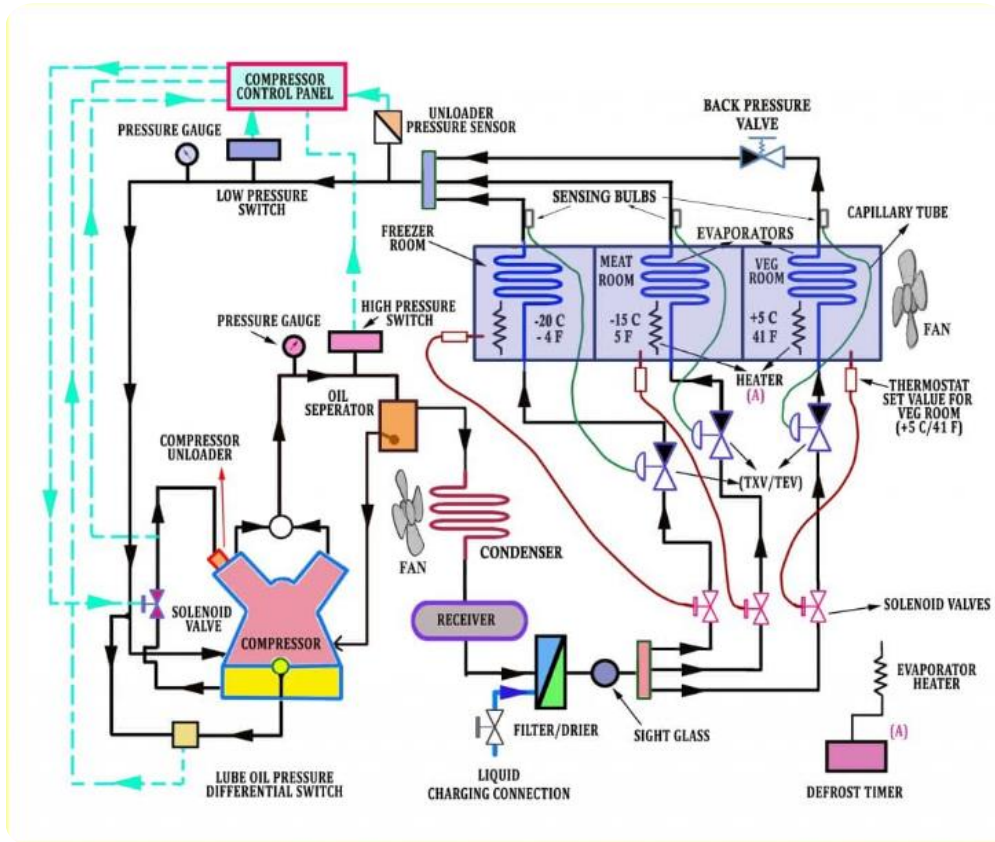 COMPRESSOR
CONTROL PANEL
PRESSURE GAUGE
UNLOADER
PRESSURE SENSOR
BACK PRESSURE
VALVE
LOW PRESSURE
SWITCH
SENSING BULBS
CAPILLARY TUBE
FREEZER
ROOM
EVAPORATORS
MEAT
ROOM
VEG
ROOM
-20 C
- 4 F
-15 C
5 F
+5 C
41 F
FAN
PRESSURE GAUGE
HIGH PRESSURE
SWITCH
HEATER
(A)
THERMOSTAT
SET VALUE FOR
VEG ROOM
(+5 C/41 F)
OIL
SEPERATOR
COMPRESSOR
UNLOADER
(TXV/TEV)
FAN
CONDENSER
SOLENOID
VALVE
RECEIVER
SOLENOID VALVES
COMPRESSOR
EVAPORATOR
HEATER
(A)
FILTER/DRIER
SIGHT GLASS
LUBE OIL PRESSURE
DIFFERENTIAL SWITCH
LIQUID
CHARGING CONNECTION
DEFROST TIMER